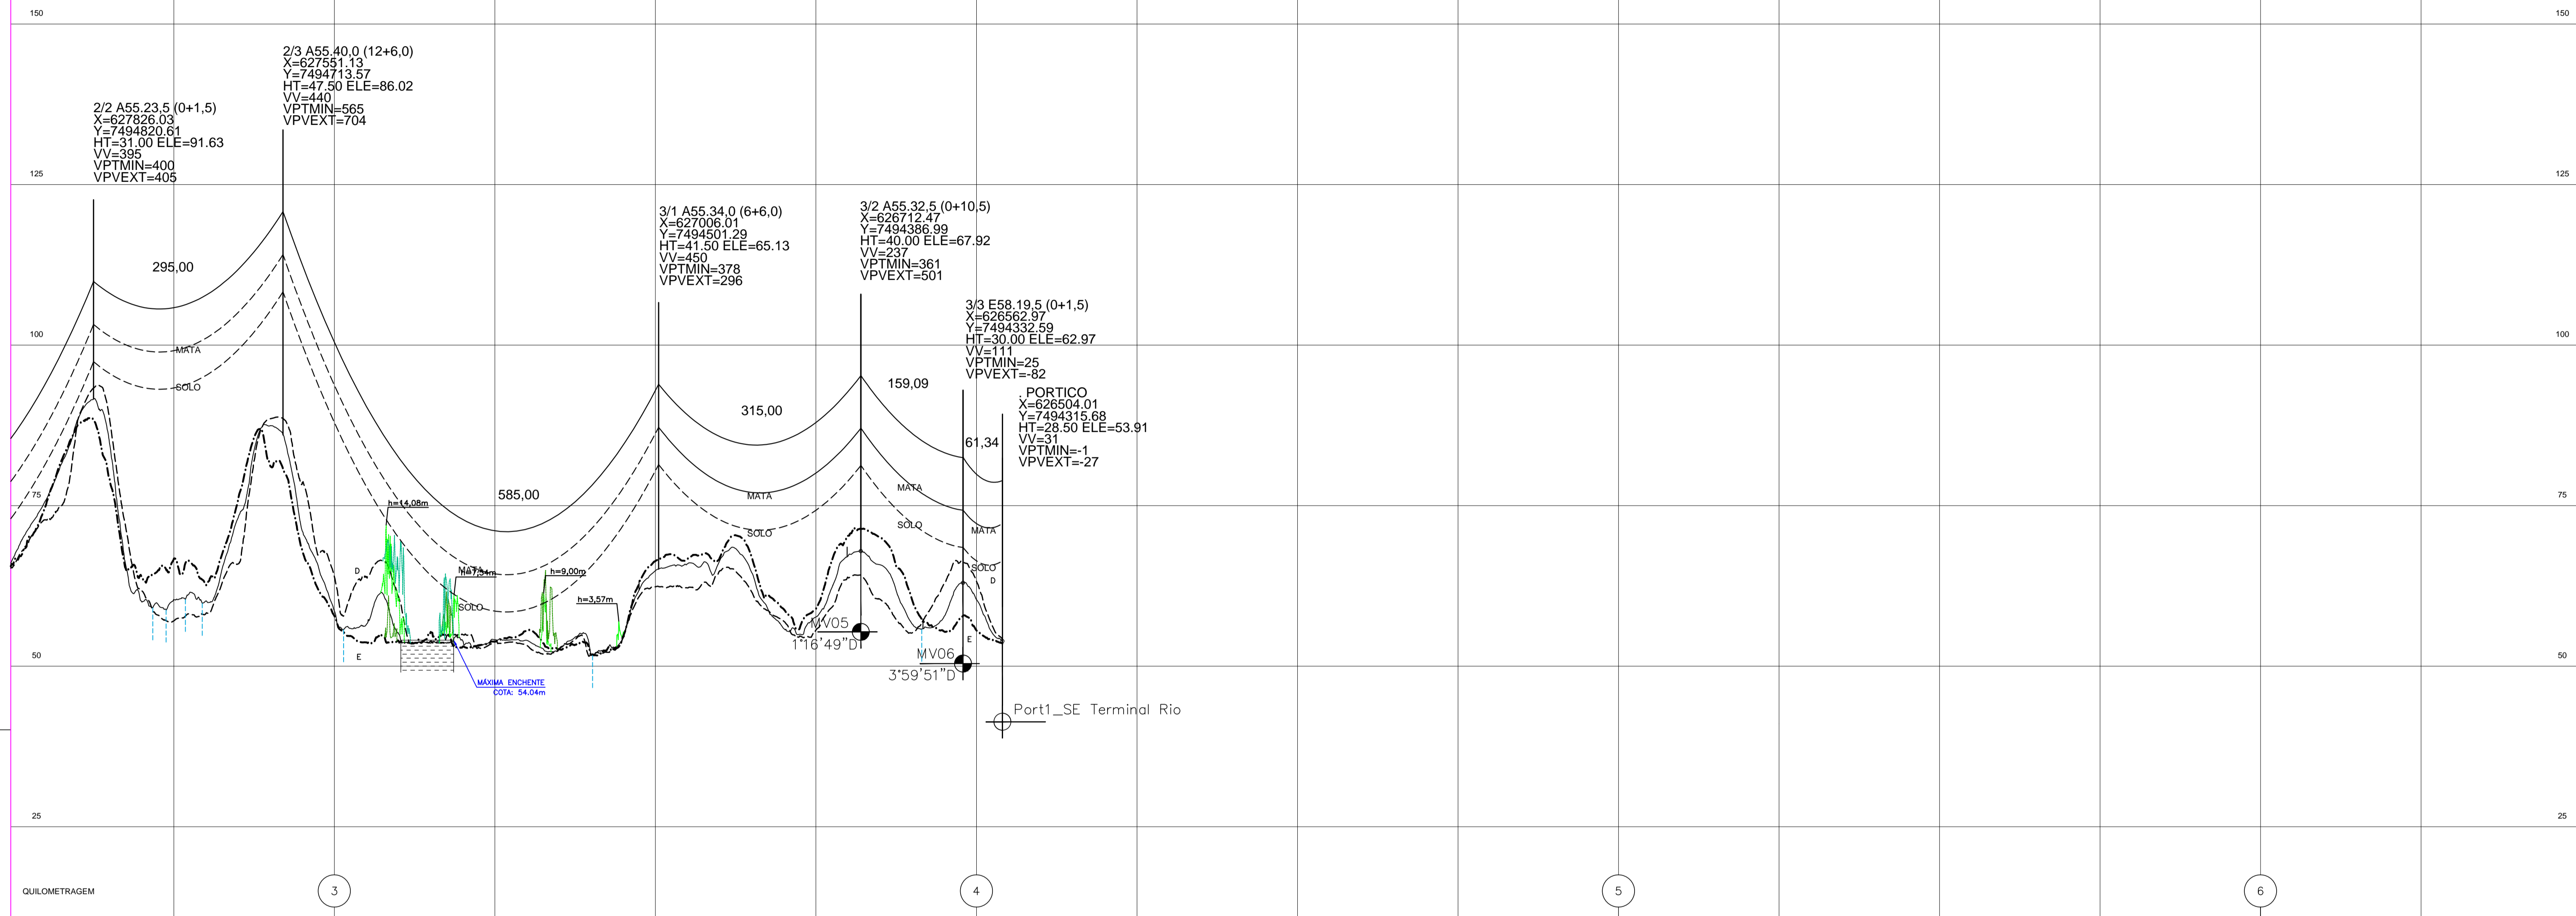 150
150
2/3 A55.40,0 (12+6,0)
X=627551.13
Y=7494713.57
HT=47.50 ELE=86.02
VV=440
VPTMIN=565
VPVEXT=704
2/2 A55.23,5 (0+1,5)
X=627826.03
Y=7494820.61
HT=31.00 ELE=91.63
VV=395
VPTMIN=400
VPVEXT=405
125
125
3/1 A55.34,0 (6+6,0)
X=627006.01
Y=7494501.29
HT=41.50 ELE=65.13
VV=450
VPTMIN=378
VPVEXT=296
3/2 A55.32,5 (0+10,5)
X=626712.47
Y=7494386.99
HT=40.00 ELE=67.92
VV=237
VPTMIN=361
VPVEXT=501
295,00
3/3 E58.19,5 (0+1,5)
X=626562.97
Y=7494332.59
HT=30.00 ELE=62.97
VV=111
VPTMIN=25
VPVEXT=-82
100
100
MATA
SOLO
159,09
. PORTICO
X=626504.01
Y=7494315.68
HT=28.50 ELE=53.91
VV=31
VPTMIN=-1
VPVEXT=-27
315,00
61,34
75
585,00
75
MATA
MATA
h=14,08m
SOLO
SOLO
MATA
D
MATA
h=7,54m
h=9,00m
SOLO
D
SOLO
h=3,57m
MV05
1°16'49"D
E
E
50
MV06
50
3°59'51"D
MÁXIMA ENCHENTE
COTA: 54.04m
Port1_SE Terminal Rio
25
25
QUILOMETRAGEM
3
4
5
6